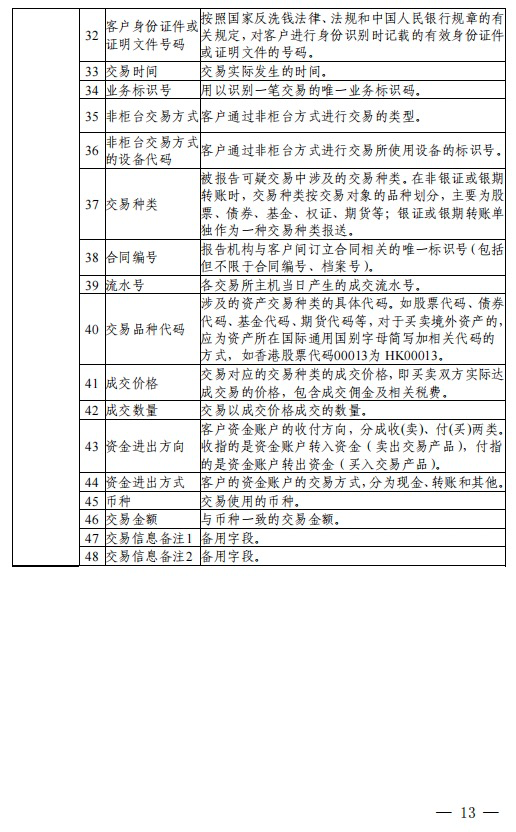 32 客户身份证件或证明文件号码 按照国家反洗钱法律、法规和中国人民银行规章的有
关规定，对客户进行身份识别时记载的有效身份证件
或证明文件的号码。
33 交易时间 交易实际发生的时间。
34 业务标识号 用以识别一笔交易的唯一业务标识码。
35 非柜台交易方式 客户通过非柜台方式进行交易的类型。
36 非柜台交易方式的设备代码 客户通过非柜台方式进行交易所使用设备的标识号。
37 交易种类 被报告可疑交易中涉及的交易种类。在非银证或银期
转账时，交易种类按交易对象的品种划分，主要为股
票、债券、基金、权证、期货等；银证或银期转账单
独作为一种交易种类报送。
38 合同编号 报告机构与客户间订立合同相关的唯一标识号（包括
但不限于合同编号、档案号）。
39 流水号 各交易所主机当日产生的成交流水号。
40 交易品种代码 涉及的资产交易种类的具体代码。如股票代码、债券
代码、基金代码、期货代码等，对于买卖境外资产的，
应为资产所在国际通用国别字母简写加相关代码的
方式，如香港股票代码00013为 HK00013。
41 成交价格 交易对应的交易种类的成交价格，即买卖双方实际达
成交易的价格，包含成交佣金及相关税费。
42 成交数量 交易以成交价格成交的数量。
43 资金进出方向 客户资金账户的收付方向，分成收(卖)、付(买)两类。
收指的是资金账户转入资金（卖出交易产品），付指
的是资金账户转出资金（买入交易产品）。
44 资金进出方式 客户的资金账户的交易方式，分为现金、转账和其他。
45 币种 交易使用的币种。
46 交易金额 与币种一致的交易金额。
47 交易信息备注1 备用字段。
48 交易信息备注2 备用字段。
— 13 —